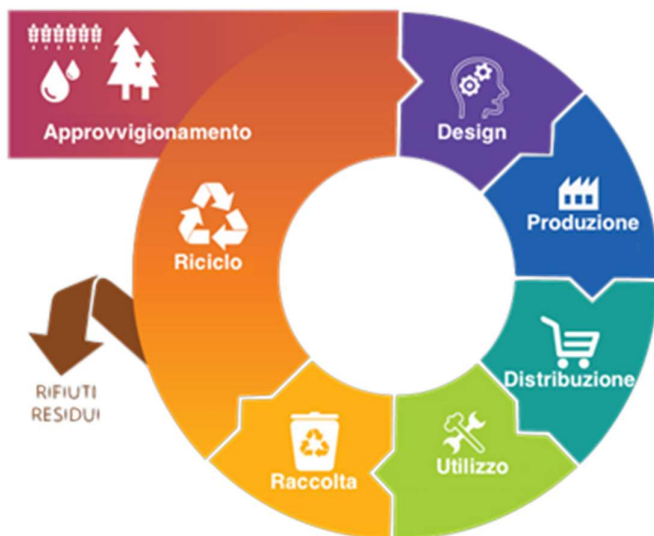 Approvvigionamento
Design
Produzione
Distribuzione
Utilizzo
Raccolta
Riciclo
RIFIUTI
RESIDUI